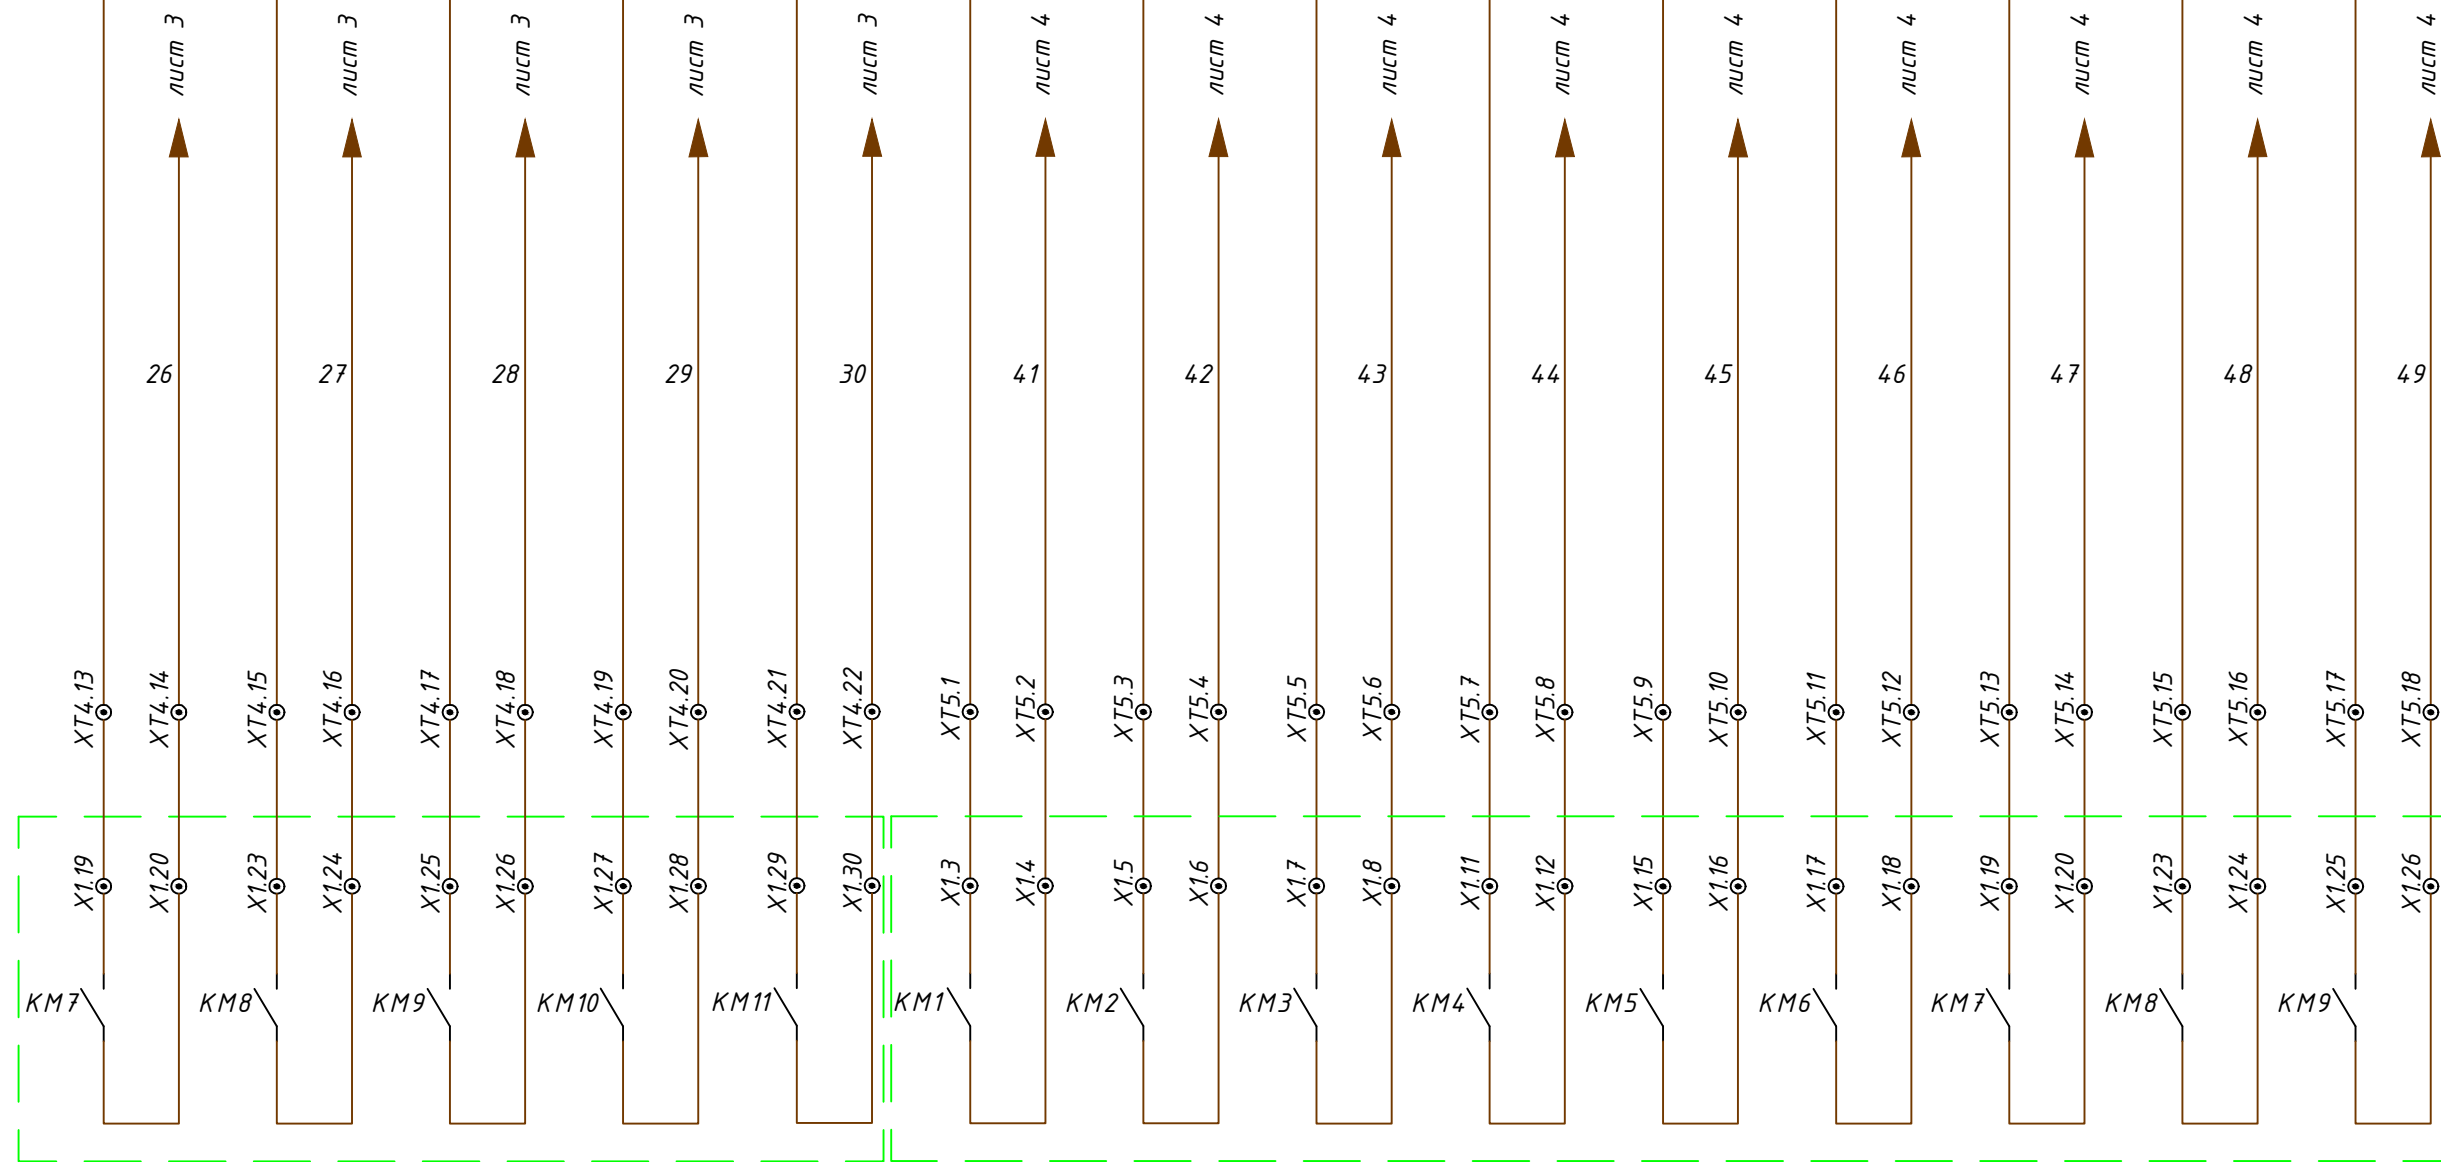 лист 3
лист 3
лист 3
лист 3
лист 3
лист 4
лист 4
лист 4
лист 4
лист 4
лист 4
лист 4
лист 4
лист 4
26
27
28
29
30
41
42
43
44
45
46
47
48
49
XT4.13
XT4.14
XT4.15
XT4.16
XT4.17
XT4.18
XT4.19
XT4.20
XT4.21
XT4.22
XT5.1
XT5.2
XT5.3
XT5.4
XT5.5
XT5.6
XT5.7
XT5.8
XT5.9
XT5.10
XT5.11
XT5.12
XT5.13
XT5.14
XT5.15
XT5.16
XT5.17
XT5.18
X1.19
X1.20
X1.23
X1.24
X1.25
X1.26
X1.27
X1.28
X1.29
X1.30
X1.3
X1.4
X1.5
X1.6
X1.7
X1.8
X1.11
X1.12
X1.15
X1.16
X1.17
X1.18
X1.19
X1.20
X1.23
X1.24
X1.25
X1.26
KM7
KM8
KM9
KM10
KM11
KM1
KM2
KM3
KM4
KM5
KM6
KM7
KM8
KM9